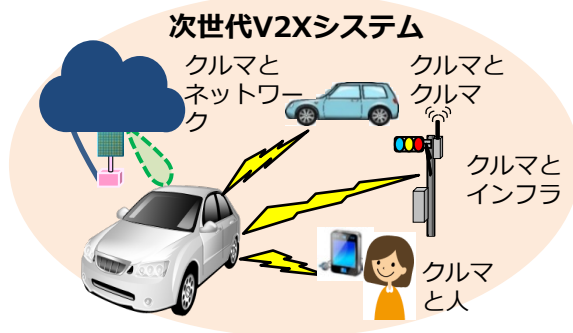 次世代V2Xシステム
クルマと
ネットワー
ク
クルマと
クルマ
クルマと
インフラ
クルマ
と人